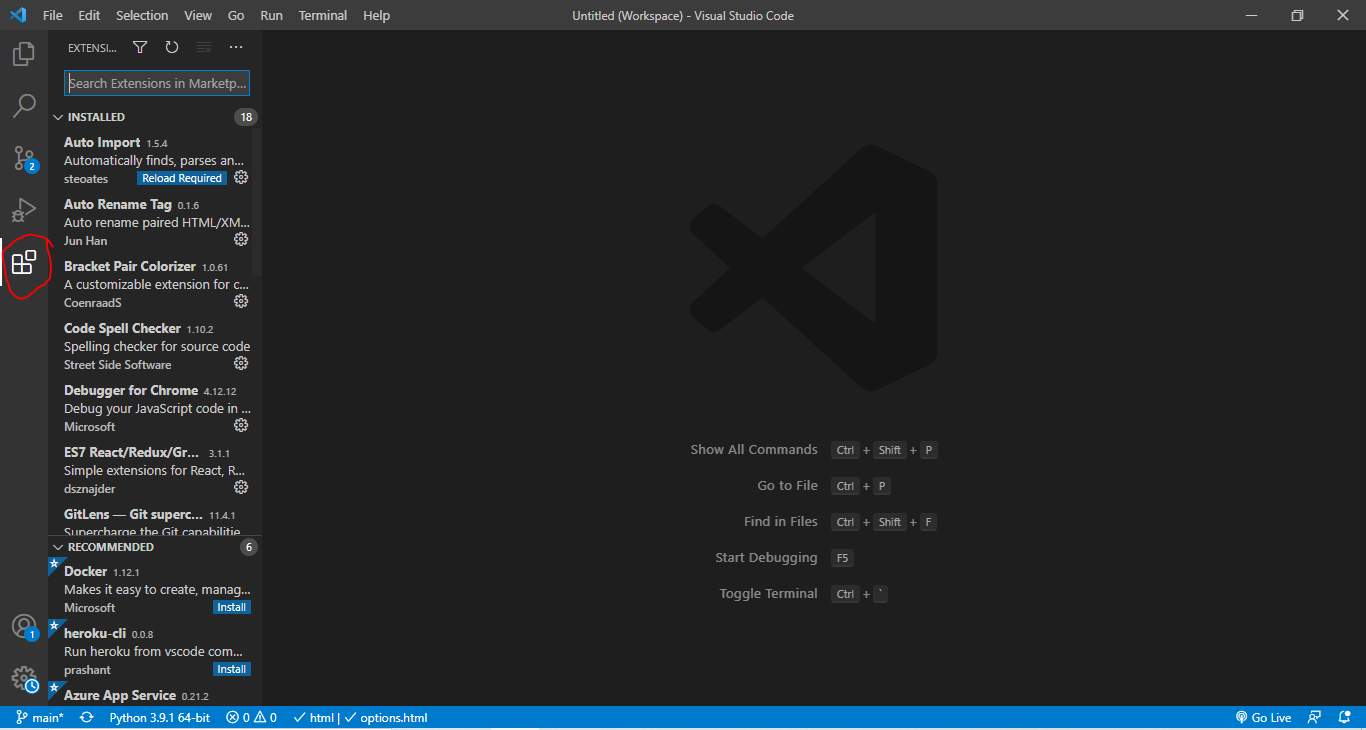 File Edit Selection View Go Run Terminal Help
Untitled (Workspace) - Visual Studio Code
EXTENSI...
Search Extensions in Marketp...
INSTALLED 18
Auto Import 1.5.4
Automatically finds, parses an...
steoates Reload Required
Auto Rename Tag 0.1.6
Auto rename paired HTML/XM...
Jun Han
Bracket Pair Colorizer 1.0.61
A customizable extension for c...
CoenraadS
Code Spell Checker 1.10.2
Spelling checker for source code
Street Side Software
Debugger for Chrome 4.12.12
Debug your JavaScript code in ...
Microsoft
ES7 React/Redux/Gr... 3.1.1
Simple extensions for React, R...
dsznajder
GitLens — Git superc... 11.4.1
Supercharge the Git capabilitie...
RECOMMENDED 6
Docker 1.12.1
Makes it easy to create, manag...
Microsoft Install
heroku-cli 0.0.8
Run heroku from vscode com...
prashant Install
Azure App Service 0.21.2
2
1
Show All Commands Ctrl + Shift + P
Go to File Ctrl + P
Find in Files Ctrl + Shift + F
Start Debugging F5
Toggle Terminal Ctrl + `
main* Python 3.9.1 64-bit 0 0 html | options.html Go Live